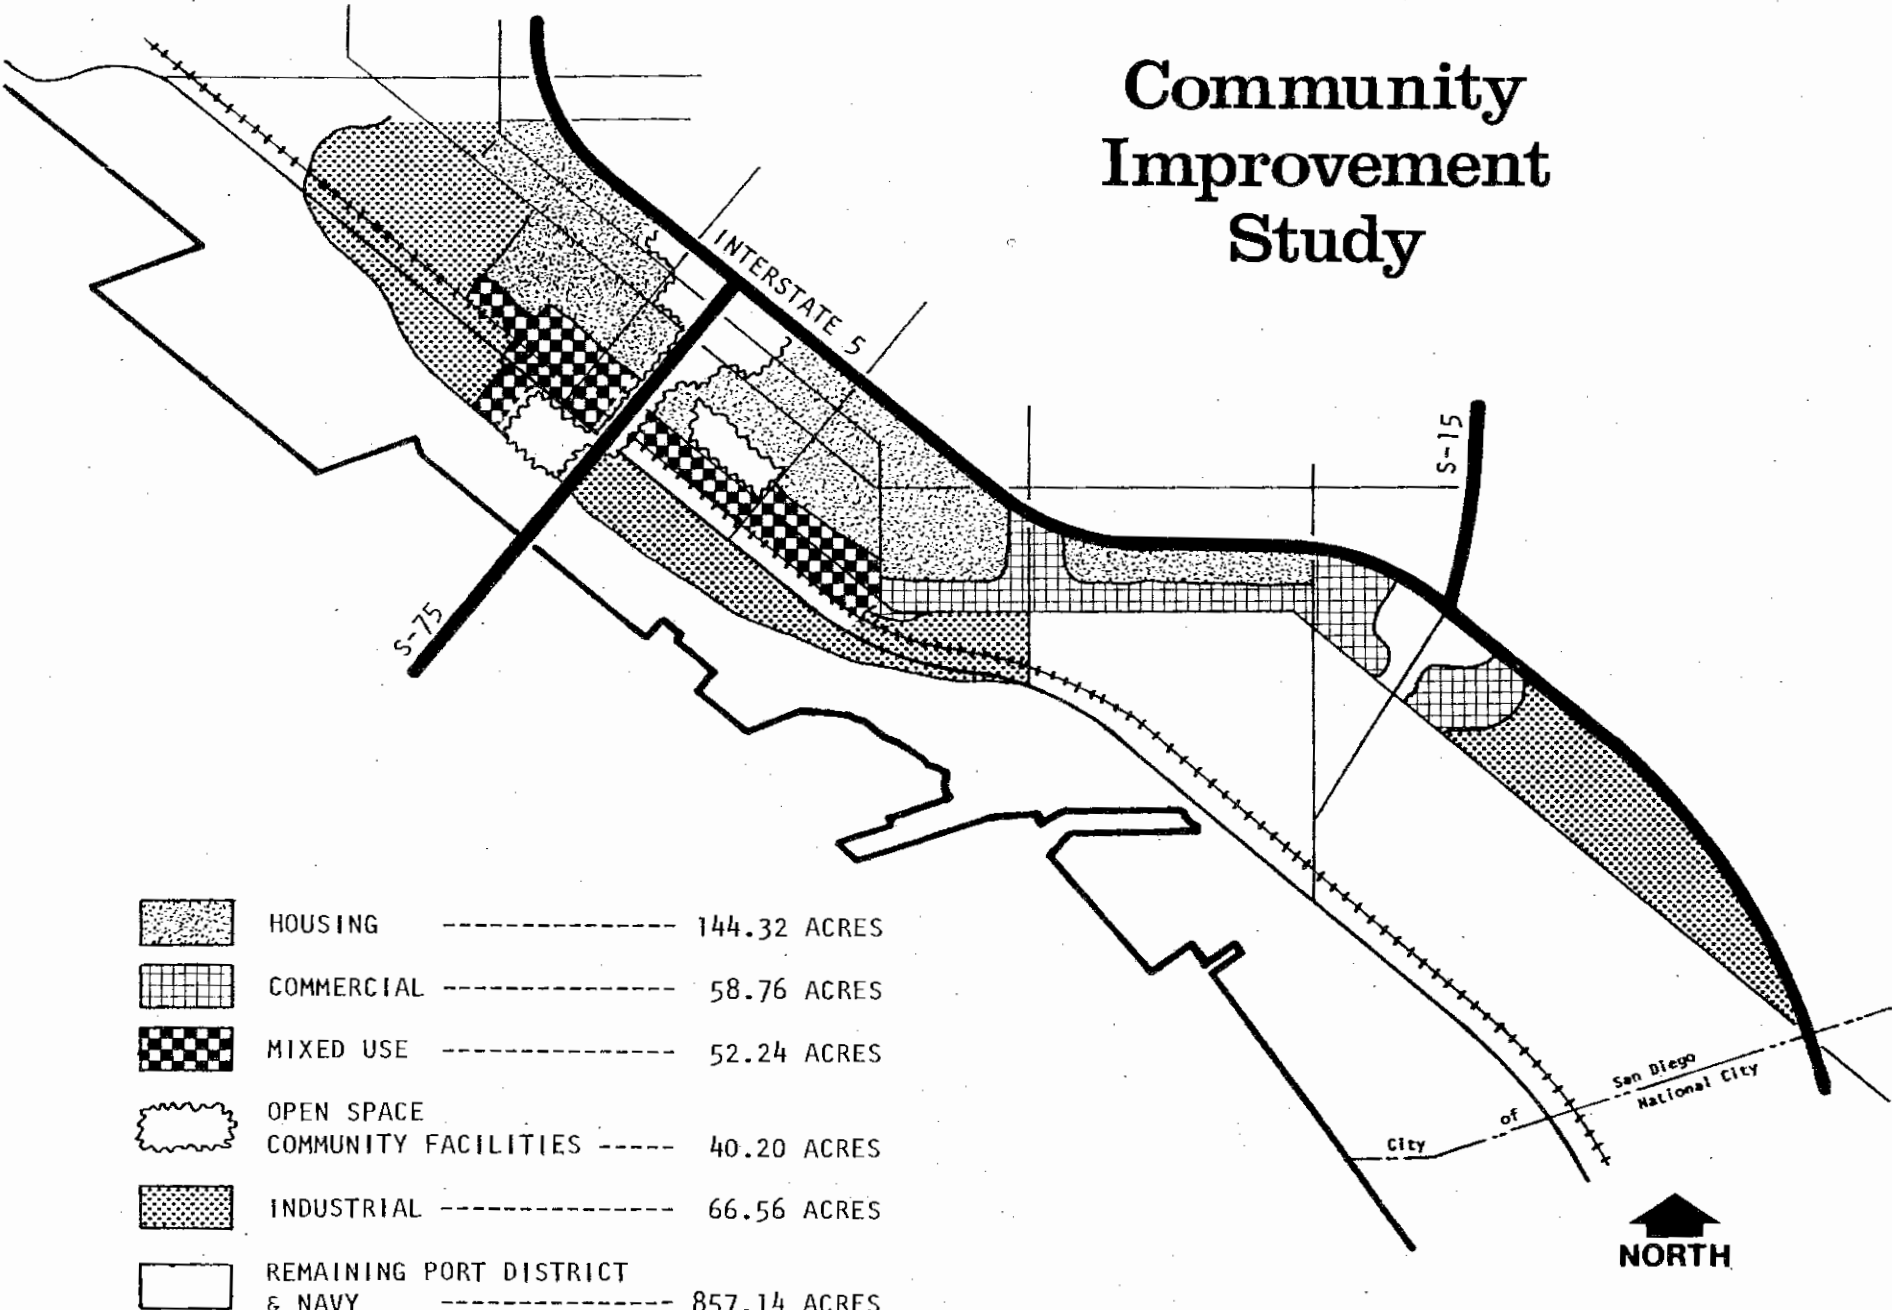 Community
Improvement
Study
INTERSTATE 5
S-15
S-75
HOUSING --------------- 144.32 ACRES
COMMERCIAL --------------- 58.76 ACRES
MIXED USE --------------- 52.24 ACRES
OPEN SPACE
COMMUNITY FACILITIES ----- 40.20 ACRES
INDUSTRIAL --------------- 66.56 ACRES
REMAINING PORT DISTRICT
& NAVY --------------- 857.14 ACRES
San Diego
City of National City
NORTH